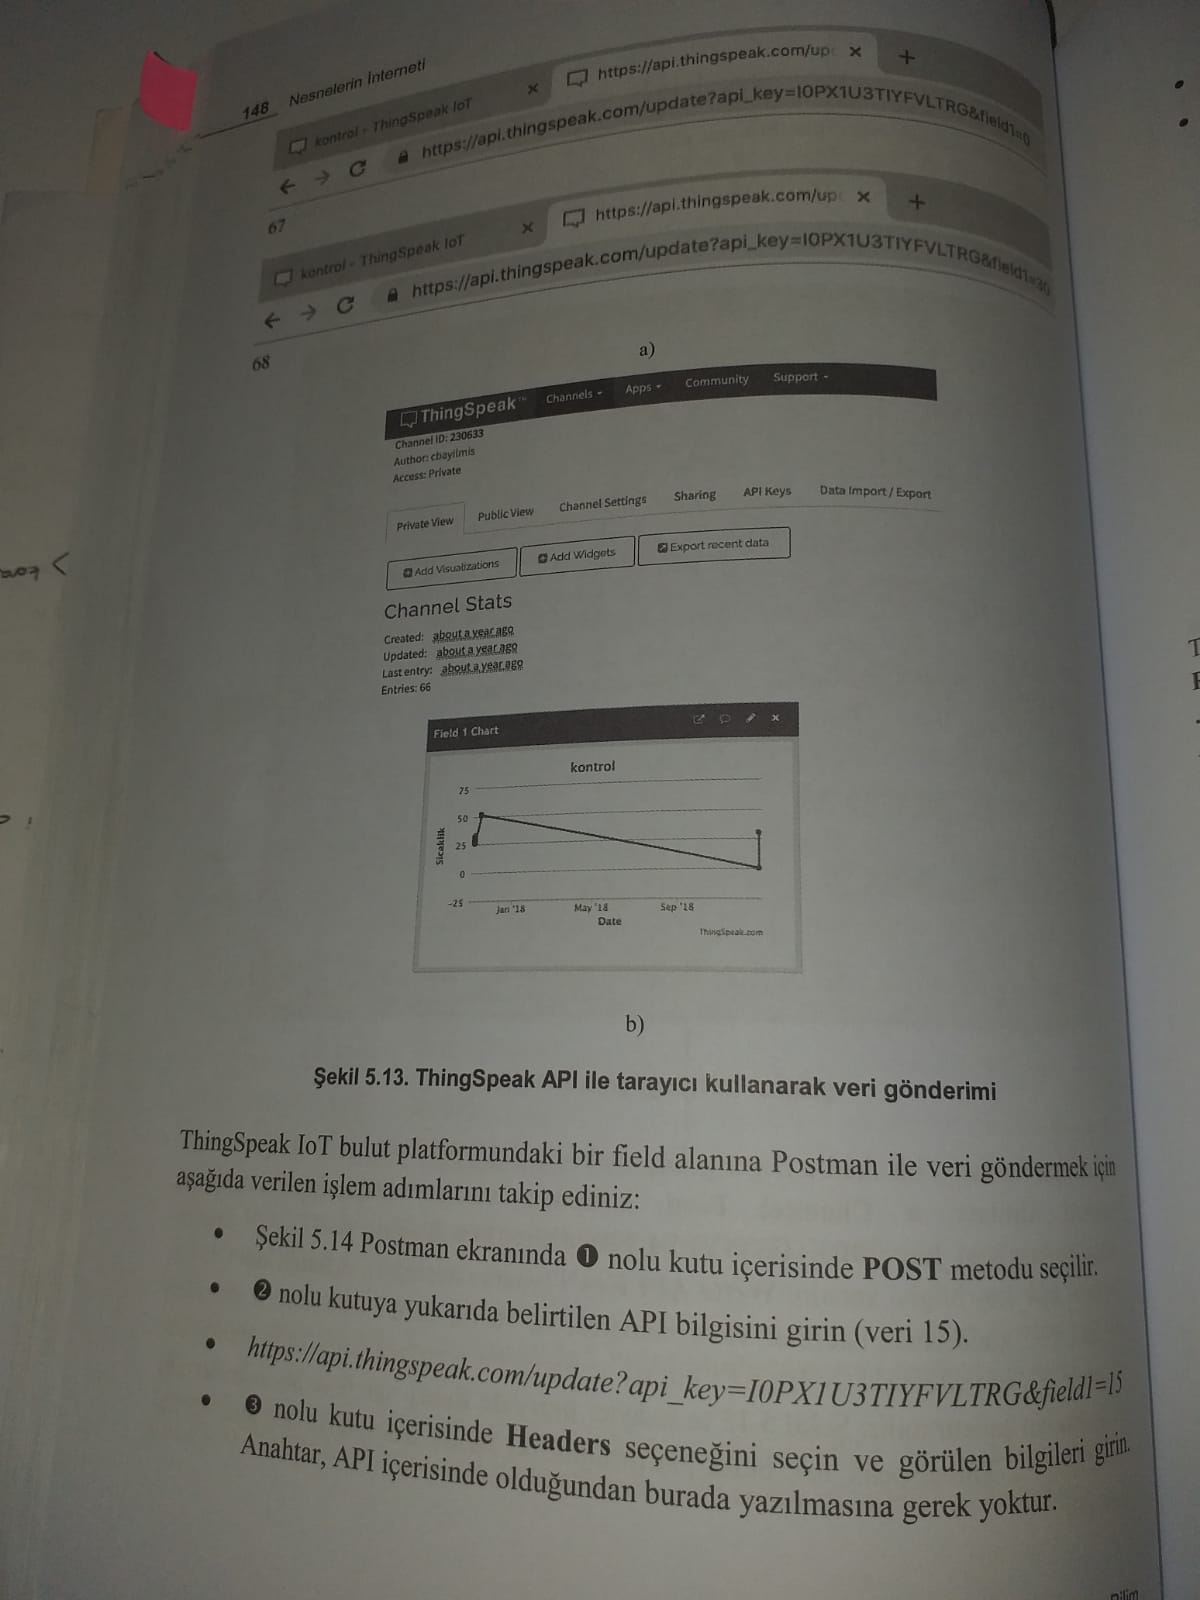 148 Nesnelerin İnterneti
kontrol - ThingSpeak IoT
https://api.thingspeak.com/up
https://api.thingspeak.com/update?api_key=I0PX1U3TIYFVLTRG&field1=0
67
kontrol - ThingSpeak IoT
https://api.thingspeak.com/up
https://api.thingspeak.com/update?api_key=I0PX1U3TIYFVLTRG&field1=30
68
a)
ThingSpeak™ Channels Apps Community Support
Channel ID: 230633
Author: cbayilmis
Access: Private
Private View Public View Channel Settings Sharing API Keys Data Import / Export
Add Visualizations Add Widgets Export recent data
Channel Stats
Created: about a year ago
Updated: about a year ago
Last entry: about a year ago
Entries: 66
Field 1 Chart
kontrol
75
50
25
0
-25
Sicaklik
Jan '18 May '18 Sep '18
Date
ThingSpeak.com
b)
Şekil 5.13. ThingSpeak API ile tarayıcı kullanarak veri gönderimi
ThingSpeak IoT bulut platformundaki bir field alanına Postman ile veri göndermek için
aşağıda verilen işlem adımlarını takip ediniz:
• Şekil 5.14 Postman ekranında ❶ nolu kutu içerisinde POST metodu seçilir.
• ❷ nolu kutuya yukarıda belirtilen API bilgisini girin (veri 15).
• https://api.thingspeak.com/update?api_key=I0PX1U3TIYFVLTRG&field1=15
• ❸ nolu kutu içerisinde Headers seçeneğini seçin ve görülen bilgileri girin.
Anahtar, API içerisinde olduğundan burada yazılmasına gerek yoktur.